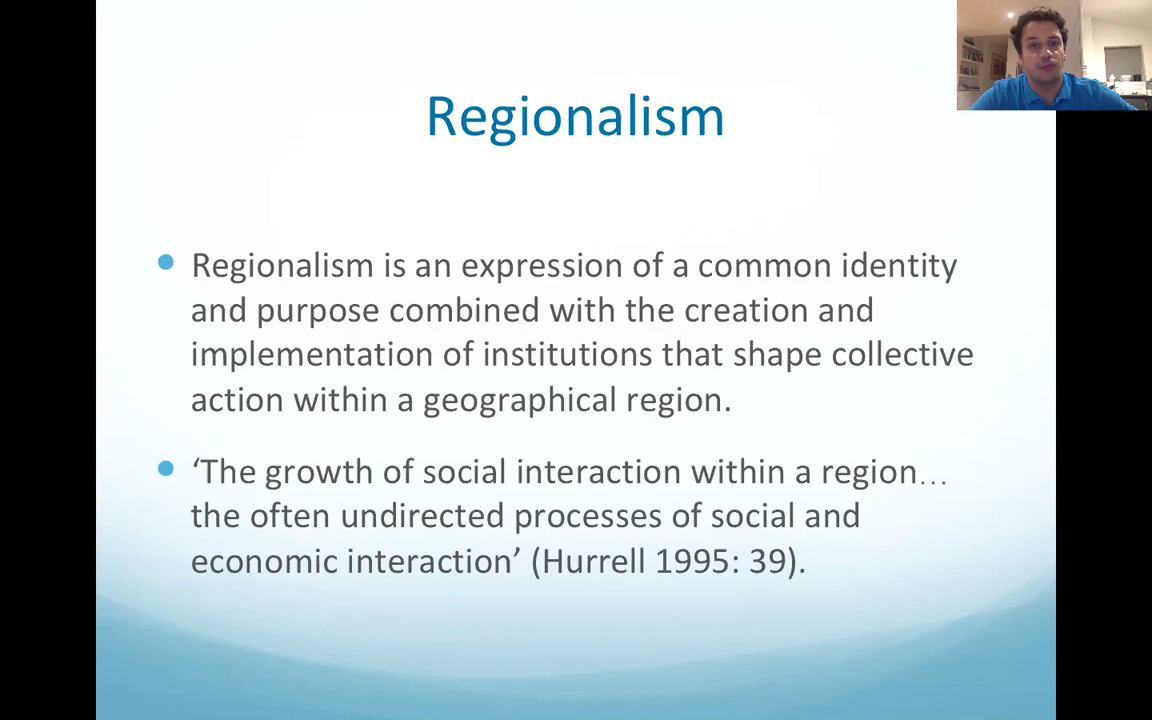 Regionalism
Regionalism is an expression of a common identity
and purpose combined with the creation and
implementation of institutions that shape collective
action within a geographical region.
‘The growth of social interaction within a region…
the often undirected processes of social and
economic interaction’ (Hurrell 1995: 39).